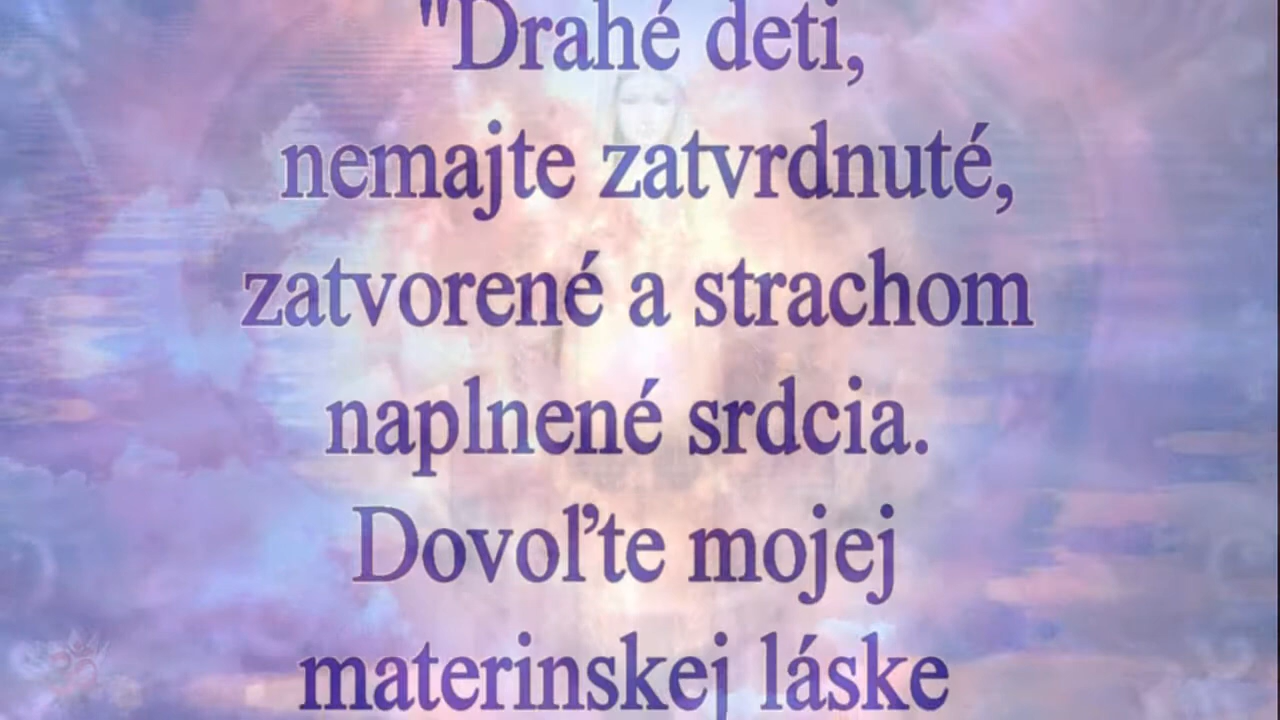 "Drahé deti,
nemajte zatvrdnuté,
zatvorené a strachom
naplnené srdcia.
Dovoľte mojej
materinskej láske